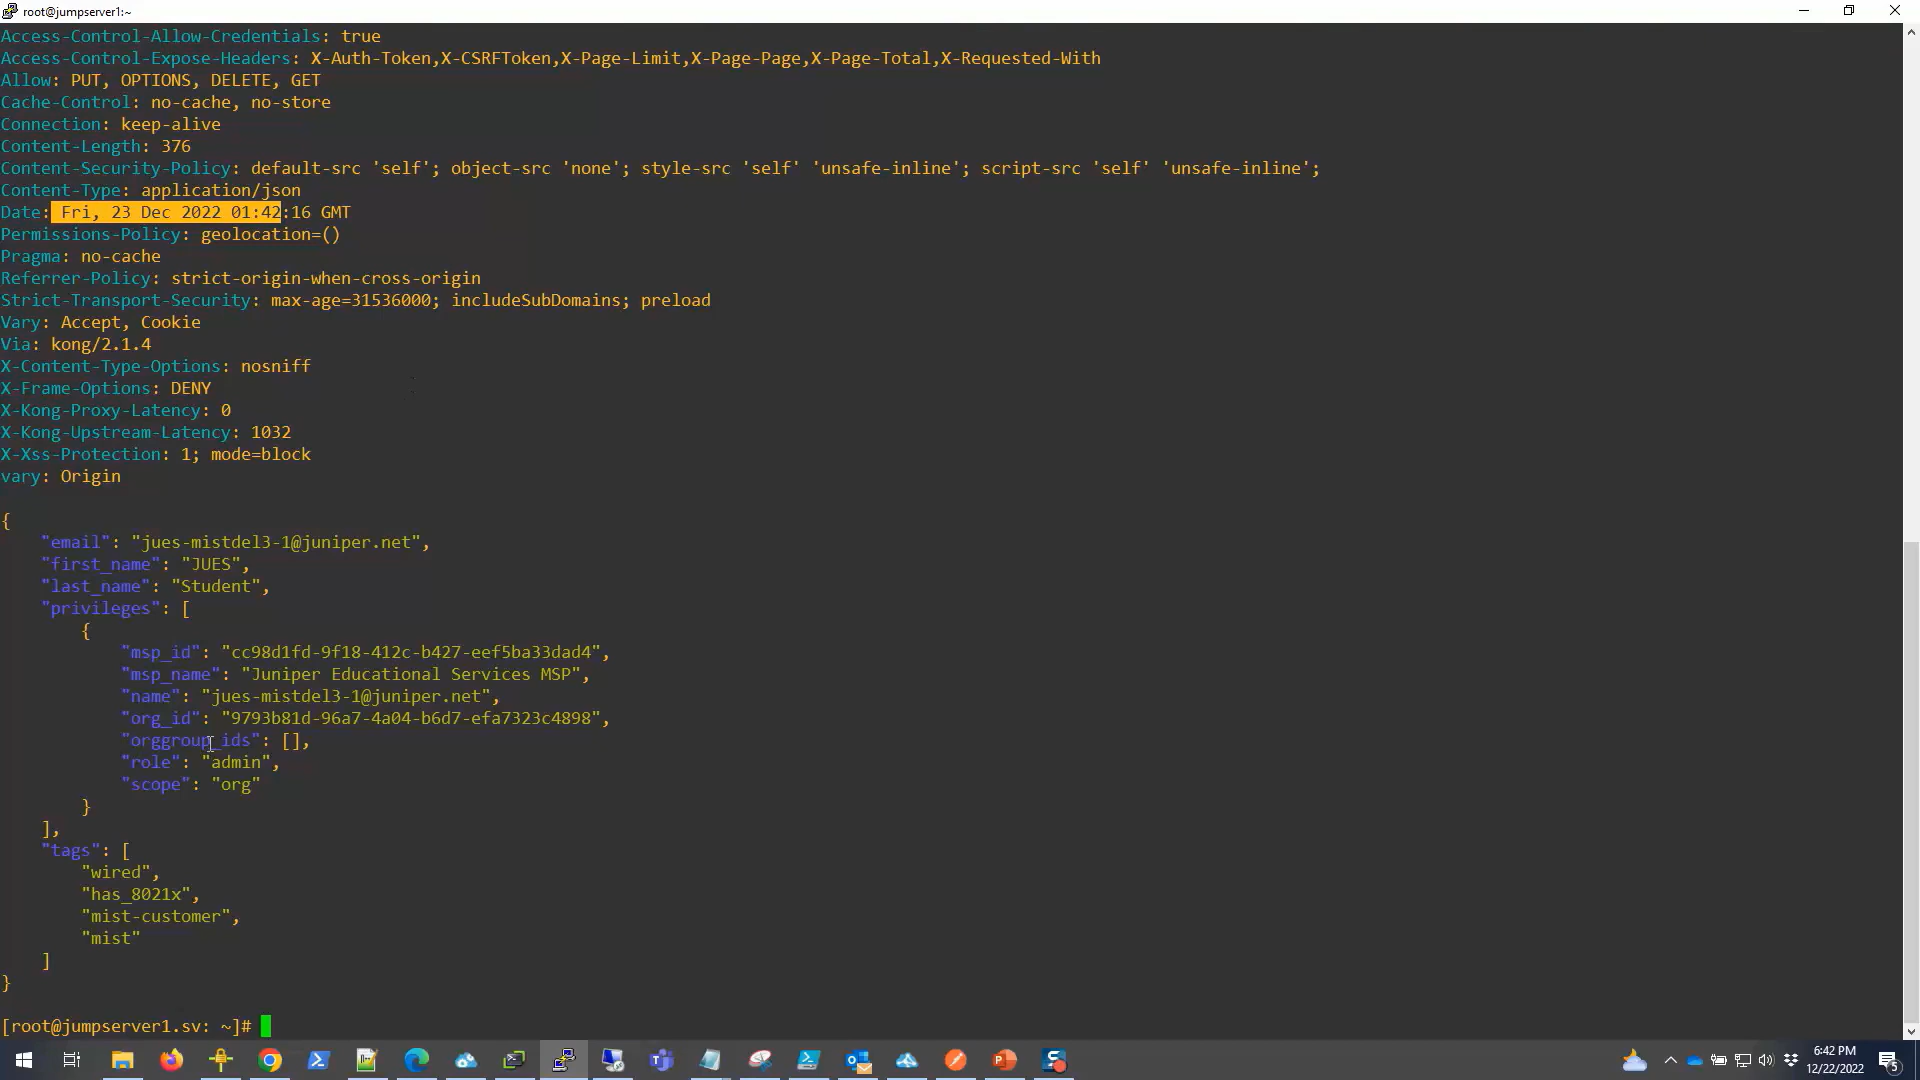 root@jumpserver1:~
Access-Control-Allow-Credentials: true
Access-Control-Expose-Headers: X-Auth-Token,X-CSRFToken,X-Page-Limit,X-Page-Page,X-Page-Total,X-Requested-With
Allow: PUT, OPTIONS, DELETE, GET
Cache-Control: no-cache, no-store
Connection: keep-alive
Content-Length: 376
Content-Security-Policy: default-src 'self'; object-src 'none'; style-src 'self' 'unsafe-inline'; script-src 'self' 'unsafe-inline';
Content-Type: application/json
Date: Fri, 23 Dec 2022 01:42:16 GMT
Permissions-Policy: geolocation=()
Pragma: no-cache
Referrer-Policy: strict-origin-when-cross-origin
Strict-Transport-Security: max-age=31536000; includeSubDomains; preload
Vary: Accept, Cookie
Via: kong/2.1.4
X-Content-Type-Options: nosniff
X-Frame-Options: DENY
X-Kong-Proxy-Latency: 0
X-Kong-Upstream-Latency: 1032
X-Xss-Protection: 1; mode=block
vary: Origin
{
"email": "jues-mistdel3-1@juniper.net",
"first_name": "JUES",
"last_name": "Student",
"privileges": [
{
"msp_id": "cc98d1fd-9f18-412c-b427-eef5ba33dad4",
"msp_name": "Juniper Educational Services MSP",
"name": "jues-mistdel3-1@juniper.net",
"org_id": "9793b81d-96a7-4a04-b6d7-efa7323c4898",
"orggroup_ids": [],
"role": "admin",
"scope": "org"
}
],
"tags": [
"wired",
"has_8021x",
"mist-customer",
"mist"
]
}
[root@jumpserver1.sv: ~]#
6:42 PM
12/22/2022
5